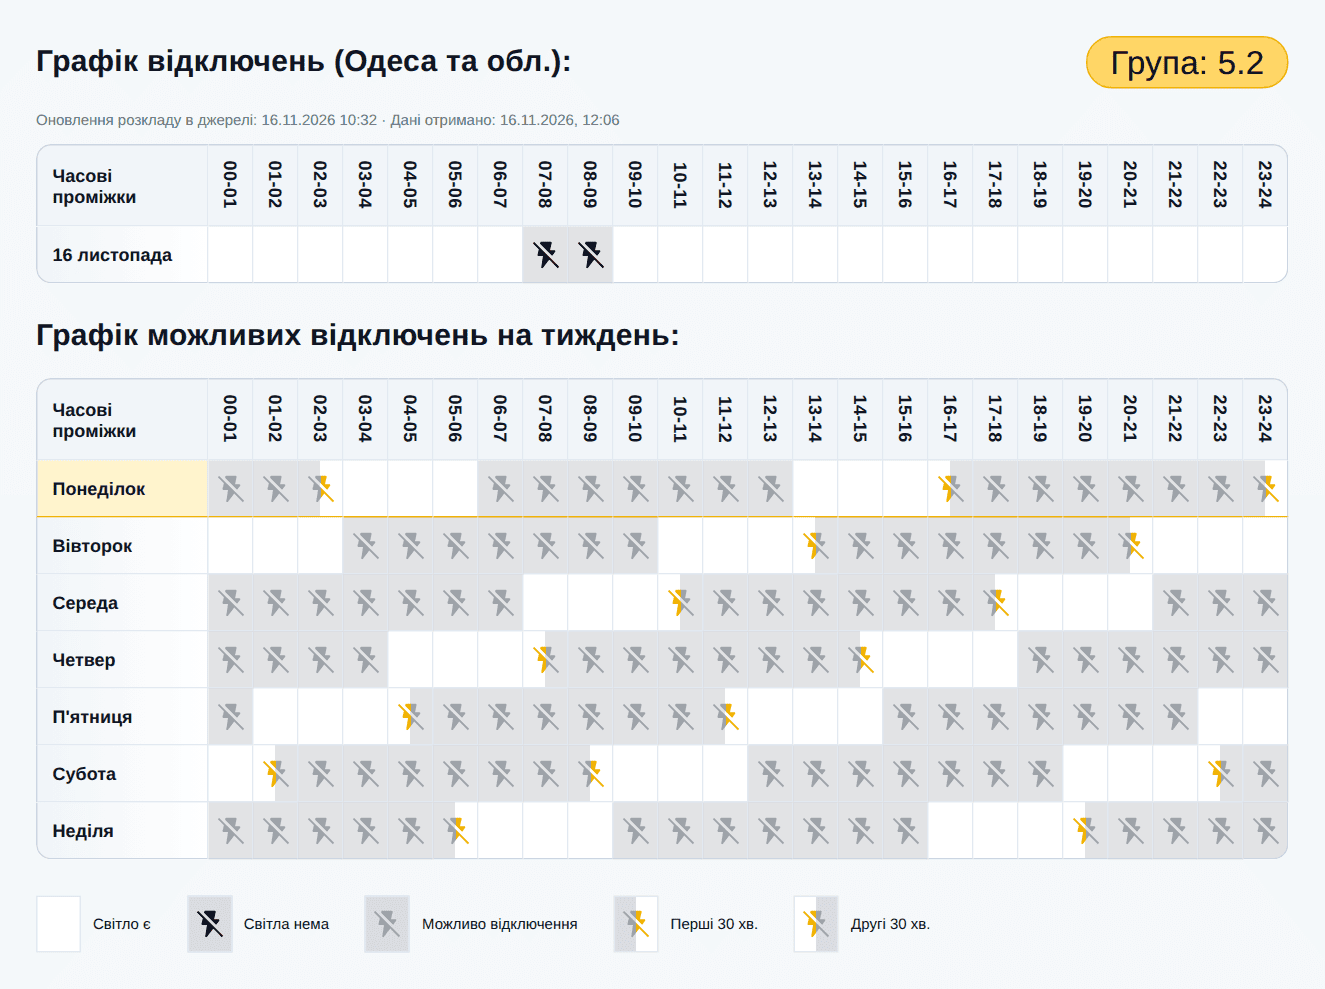 Графік відключень (Одеса та обл.):
Група: 5.2
Оновлення розкладу в джерелі: 16.11.2026 10:32 · Дані отримано: 16.11.2026, 12:06
Часові
проміжки
00-01 01-02 02-03 03-04 04-05 05-06 06-07 07-08 08-09 09-10 10-11 11-12 12-13 13-14 14-15 15-16 16-17 17-18 18-19 19-20 20-21 21-22 22-23 23-24
16 листопада
Графік можливих відключень на тиждень:
Часові
проміжки
00-01 01-02 02-03 03-04 04-05 05-06 06-07 07-08 08-09 09-10 10-11 11-12 12-13 13-14 14-15 15-16 16-17 17-18 18-19 19-20 20-21 21-22 22-23 23-24
Понеділок
Вівторок
Середа
Четвер
П'ятниця
Субота
Неділя
Світло є
Світла нема
Можливо відключення
Перші 30 хв.
Другі 30 хв.